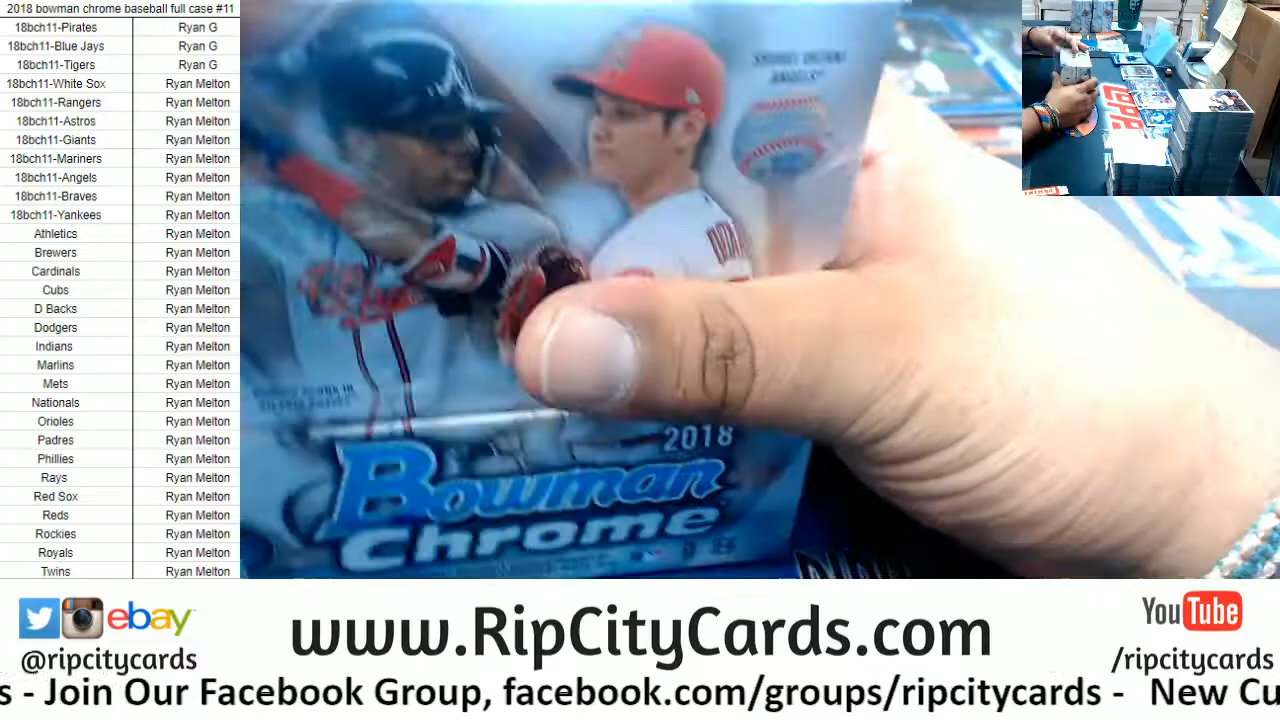 2018 bowman chrome baseball full case #11
18bch11-Pirates Ryan G
18bch11-Blue Jays Ryan G
18bch11-Tigers Ryan G
18bch11-White Sox Ryan Melton
18bch11-Rangers Ryan Melton
18bch11-Astros Ryan Melton
18bch11-Giants Ryan Melton
18bch11-Mariners Ryan Melton
18bch11-Angels Ryan Melton
18bch11-Braves Ryan Melton
18bch11-Yankees Ryan Melton
Athletics Ryan Melton
Brewers Ryan Melton
Cardinals Ryan Melton
Cubs Ryan Melton
D Backs Ryan Melton
Dodgers Ryan Melton
Indians Ryan Melton
Marlins Ryan Melton
Mets Ryan Melton
Nationals Ryan Melton
Orioles Ryan Melton
Padres Ryan Melton
Phillies Ryan Melton
Rays Ryan Melton
Red Sox Ryan Melton
Reds Ryan Melton
Rockies Ryan Melton
Royals Ryan Melton
Twins Ryan Melton
2018
Bowman
Chrome
ebay
@ripcitycards
www.RipCityCards.com
YouTube
/ripcitycards
s - Join Our Facebook Group, facebook.com/groups/ripcitycards - New Cu